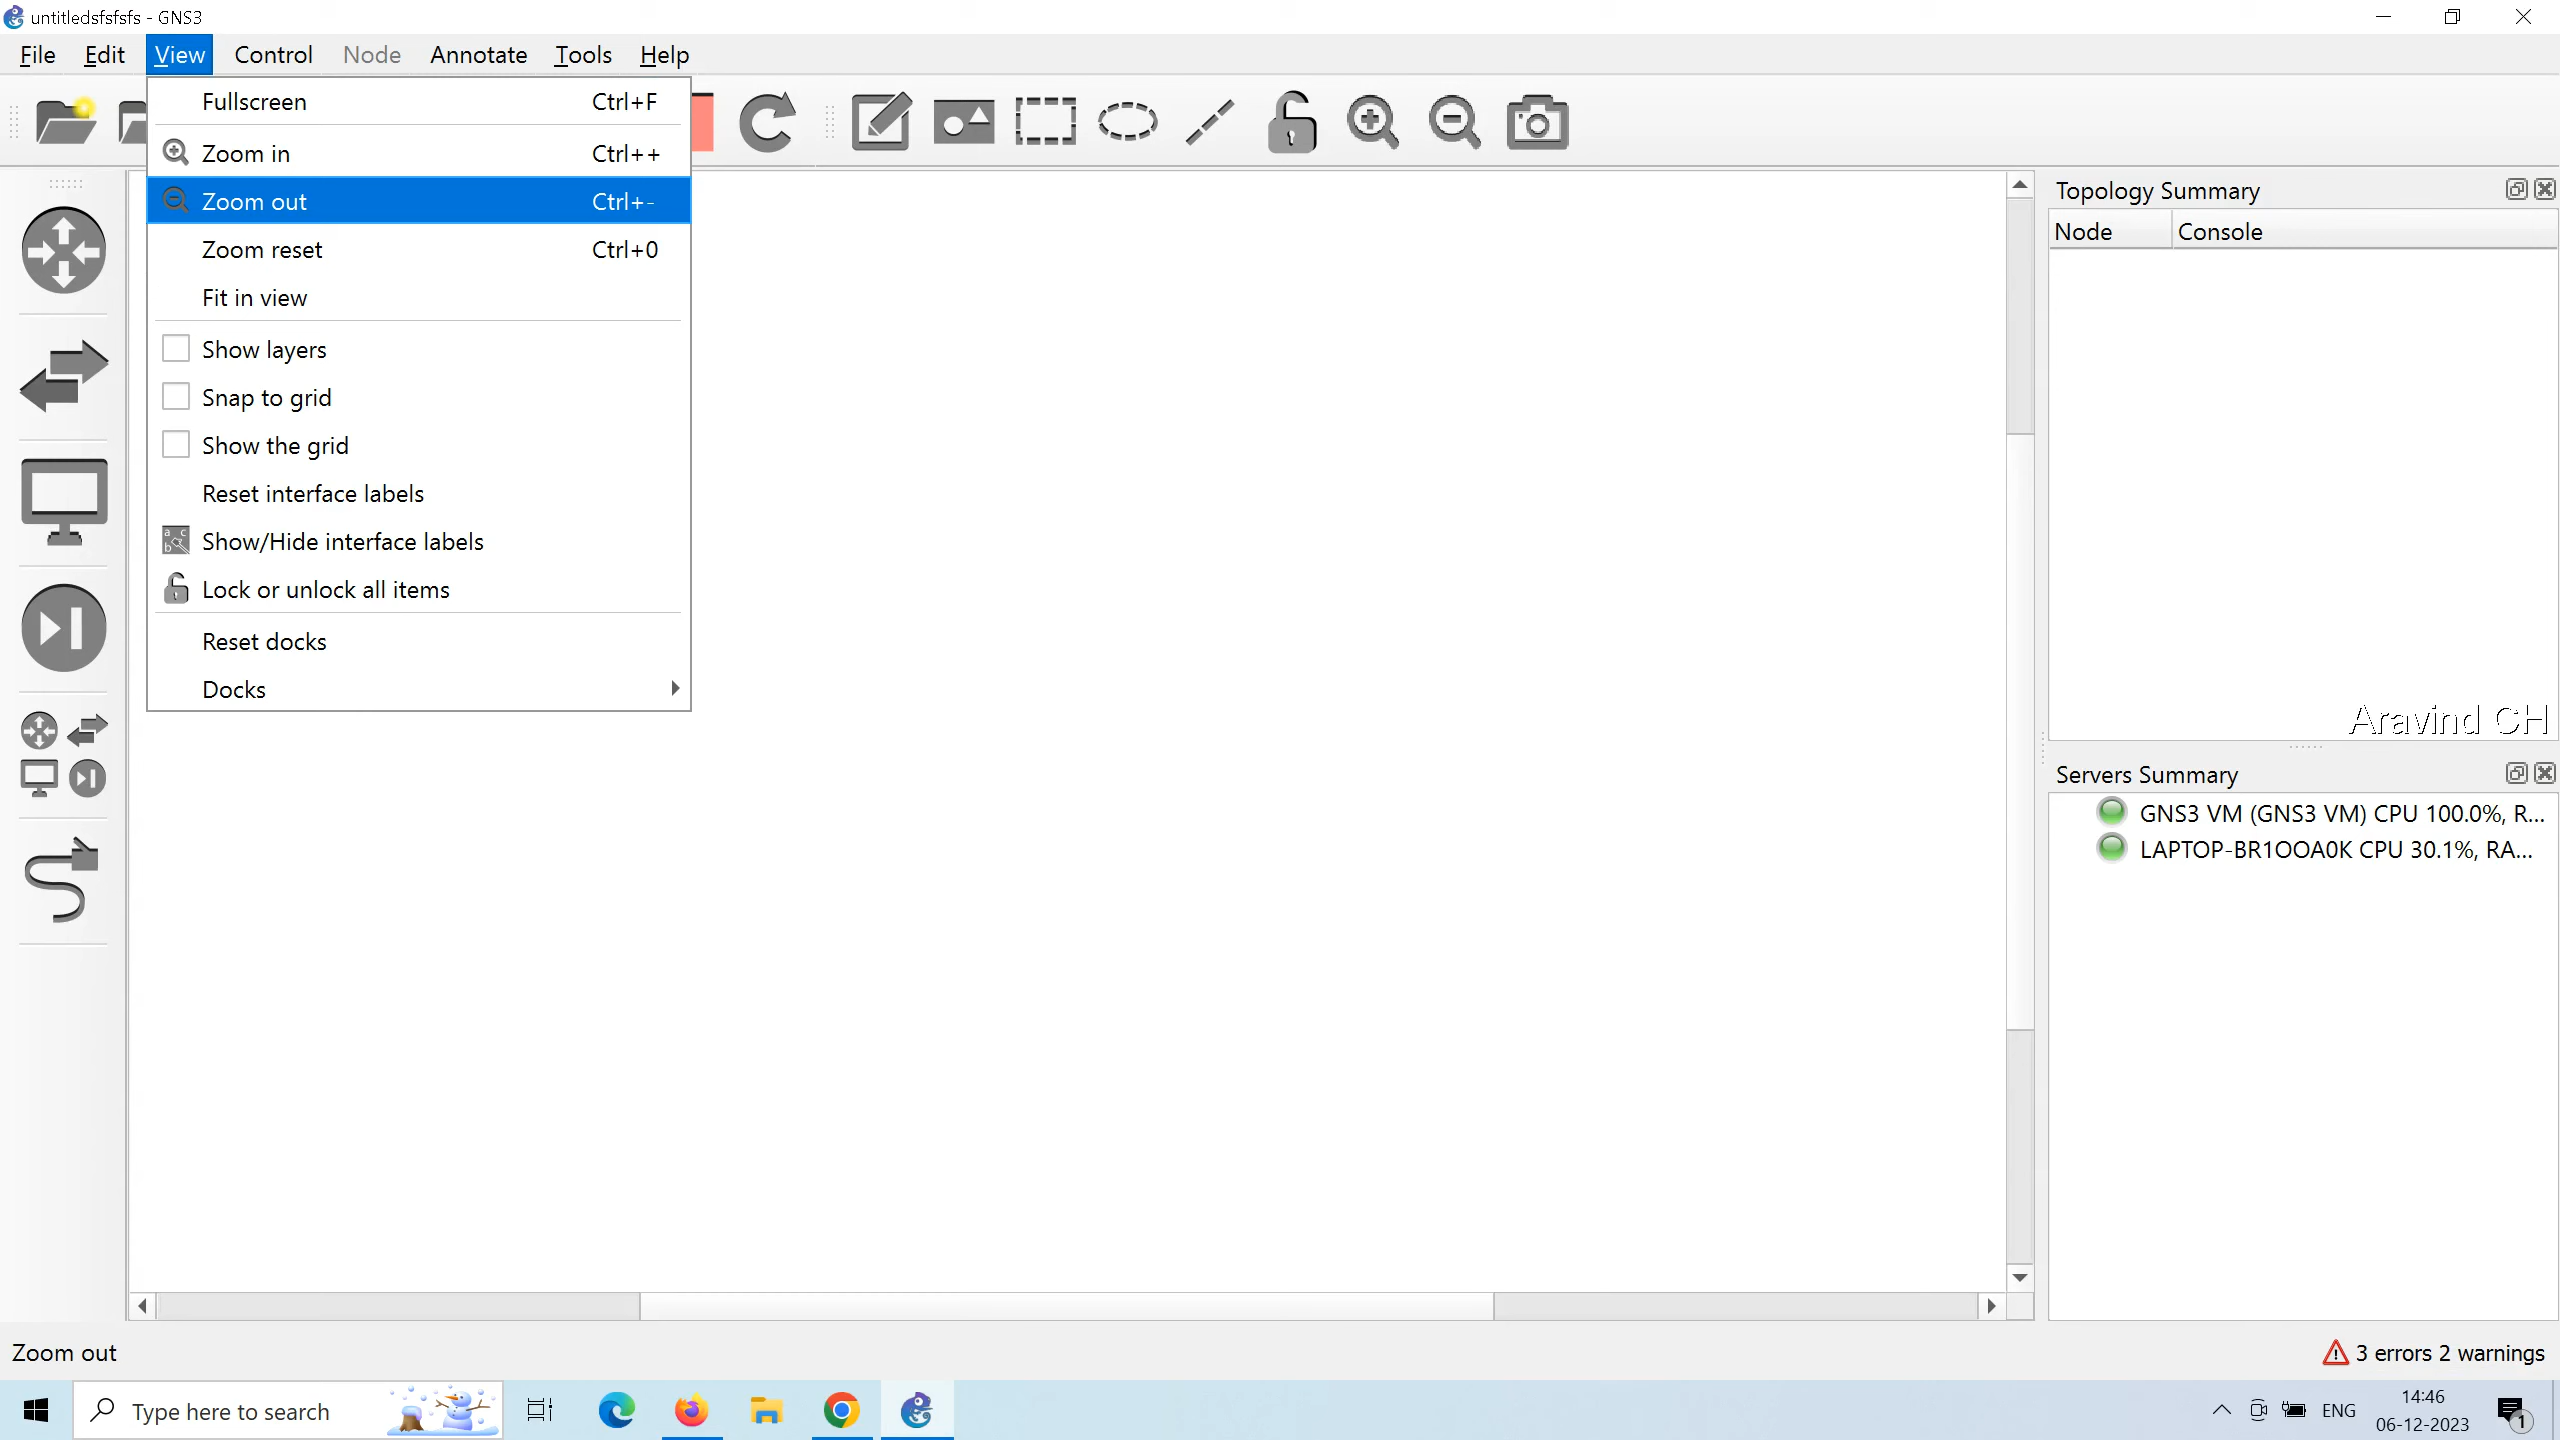 untitledsfsfsfs - GNS3
File Edit View Control Node Annotate Tools Help
Fullscreen Ctrl+F
Zoom in Ctrl++
Zoom out Ctrl+-
Zoom reset Ctrl+0
Fit in view
Show layers
Snap to grid
Show the grid
Reset interface labels
Show/Hide interface labels
Lock or unlock all items
Reset docks
Docks
Topology Summary
Node Console
Aravind CH
Servers Summary
GNS3 VM (GNS3 VM) CPU 100.0%, R...
LAPTOP-BR1OOA0K CPU 30.1%, RA...
Zoom out
3 errors 2 warnings
Type here to search
ENG
14:46
06-12-2023
1